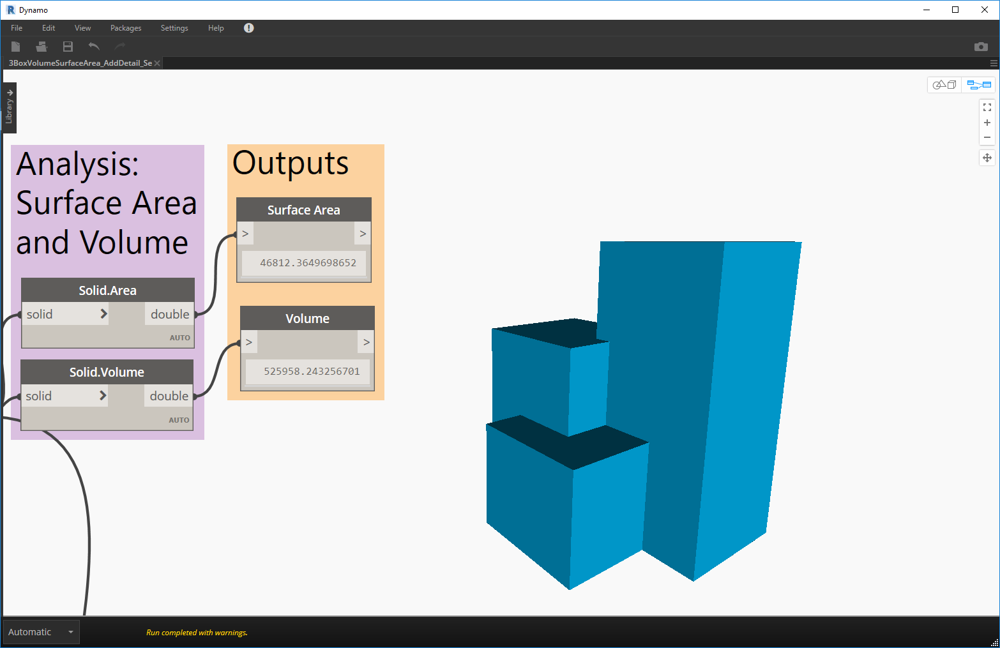 Dynamo
File Edit View Packages Settings Help
3BoxVolumeSurfaceArea_AddDetail_Se
Library
Analysis:
Surface Area
and Volume
Solid.Area
solid > double
AUTO
Solid.Volume
solid > double
AUTO
Outputs
Surface Area
> >
46812.3649698652
Volume
> >
525958.243256701
Automatic
Run completed with warnings.